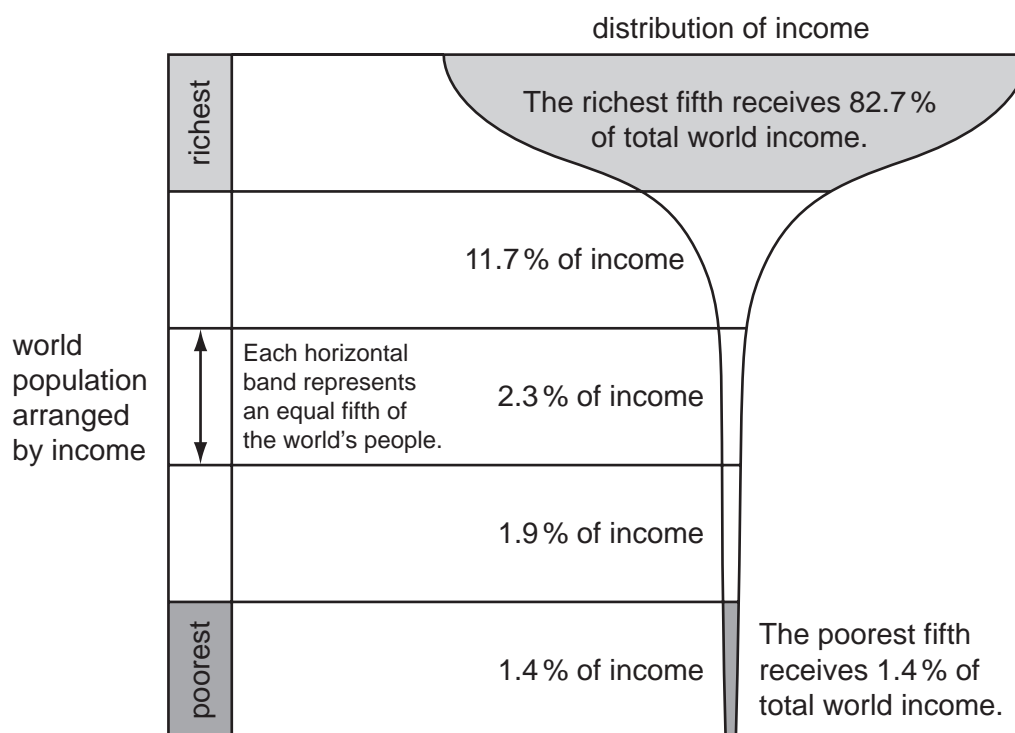 distribution of income
richest
The richest fifth receives 82.7%
of total world income.
11.7% of income
world
population
arranged
by income
Each horizontal
band represents
an equal fifth of
the world's people.
2.3% of income
1.9% of income
poorest
1.4% of income
The poorest fifth
receives 1.4% of
total world income.